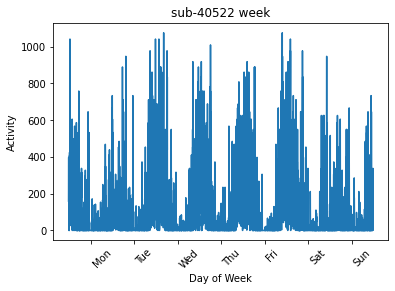 sub-40522 week
1000
800
600
400
200
0
Activity
Mon
Tue
Wed
Thu
Fri
Sat
Sun
Day of Week